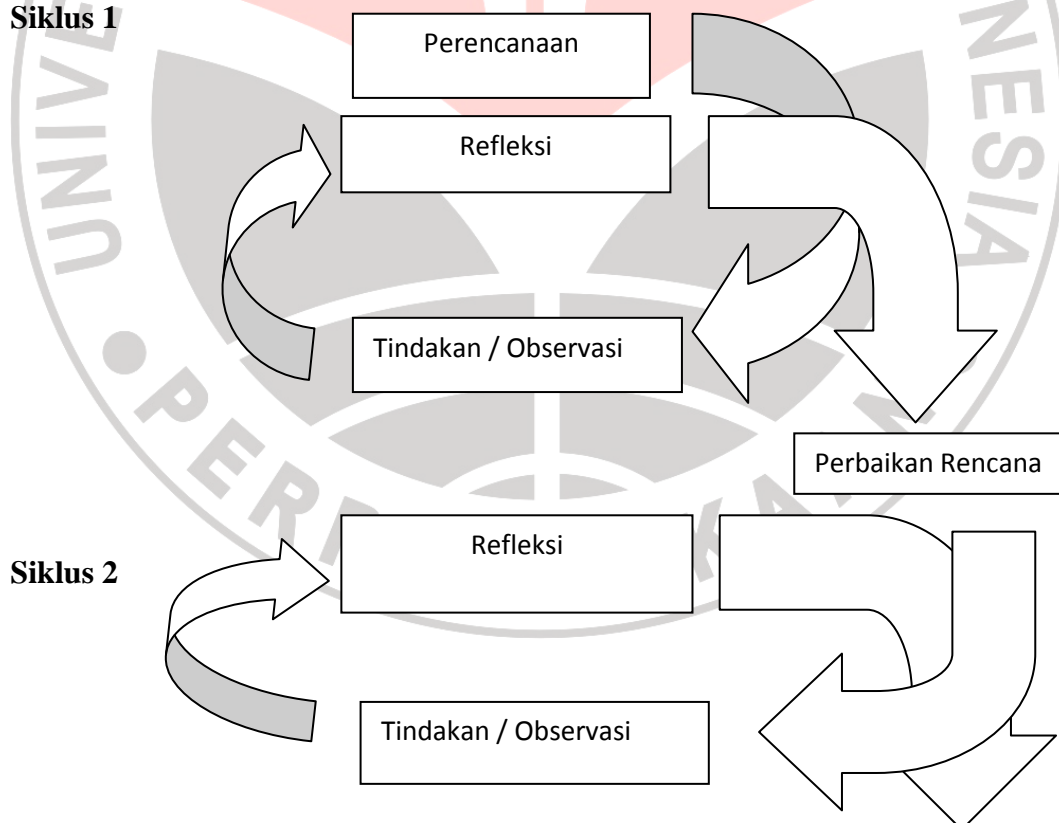 Siklus 1
Perencanaan
Refleksi
Tindakan / Observasi
Perbaikan Rencana
Siklus 2
Refleksi
Tindakan / Observasi